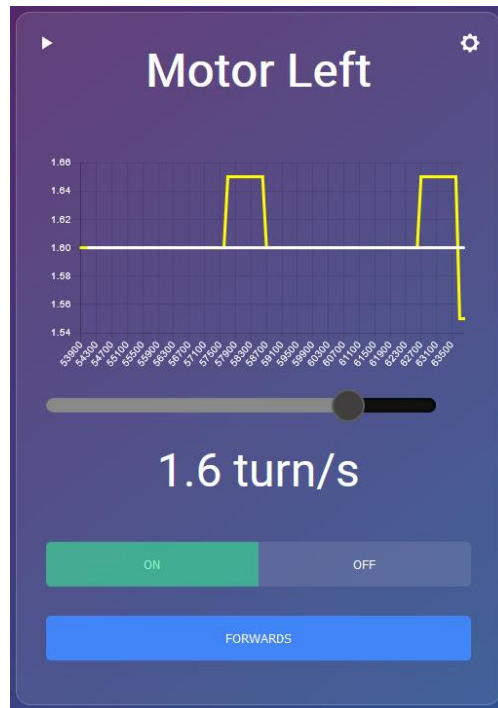 Motor Left
1.66
1.64
1.62
1.60
1.58
1.56
1.54
53900 54300 54700 55100 55500 55900 56300 56700 57100 57500 57900 58300 58700 59100 59500 59900 60300 60700 61100 61500 61900 62300 62700 63100 63500
1.6 turn/s
ON OFF
FORWARDS